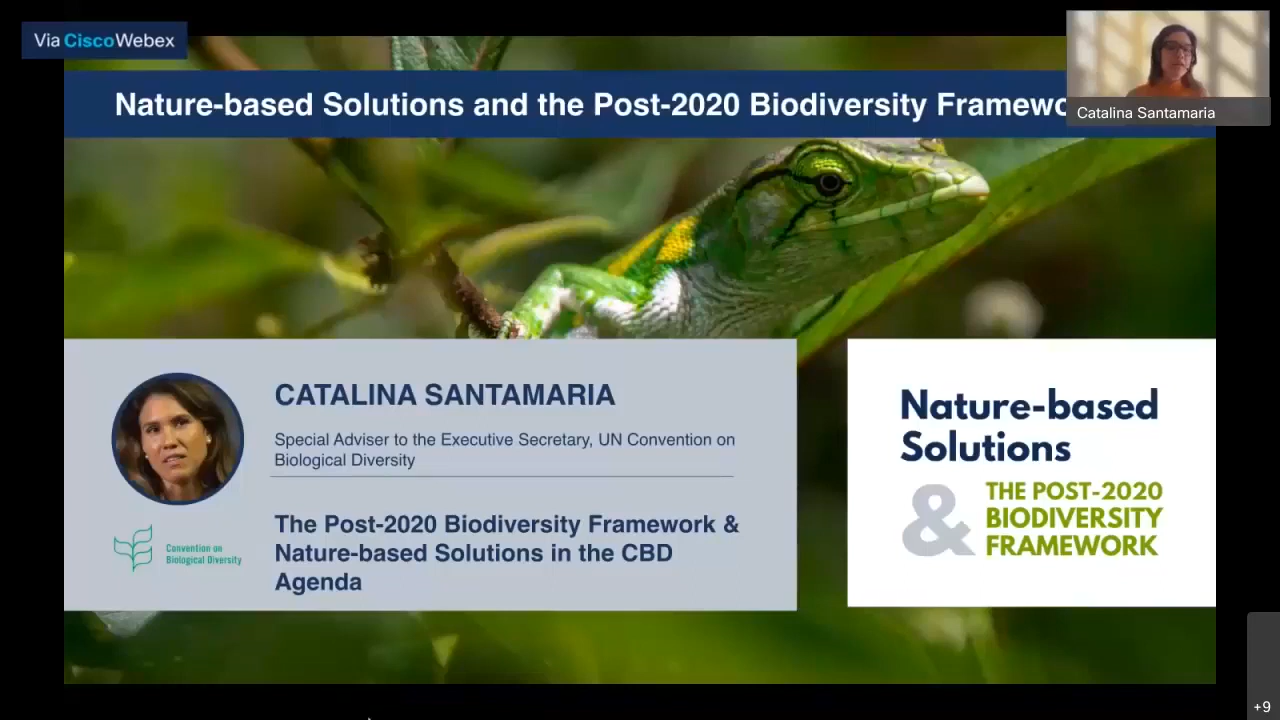 Via CiscoWebex
Nature-based Solutions and the Post-2020 Biodiversity Framewo
Catalina Santamaria
CATALINA SANTAMARIA
Special Adviser to the Executive Secretary, UN Convention on
Biological Diversity
Convention on
Biological Diversity
The Post-2020 Biodiversity Framework &
Nature-based Solutions in the CBD
Agenda
Nature-based
Solutions
& THE POST-2020
BIODIVERSITY
FRAMEWORK
+9